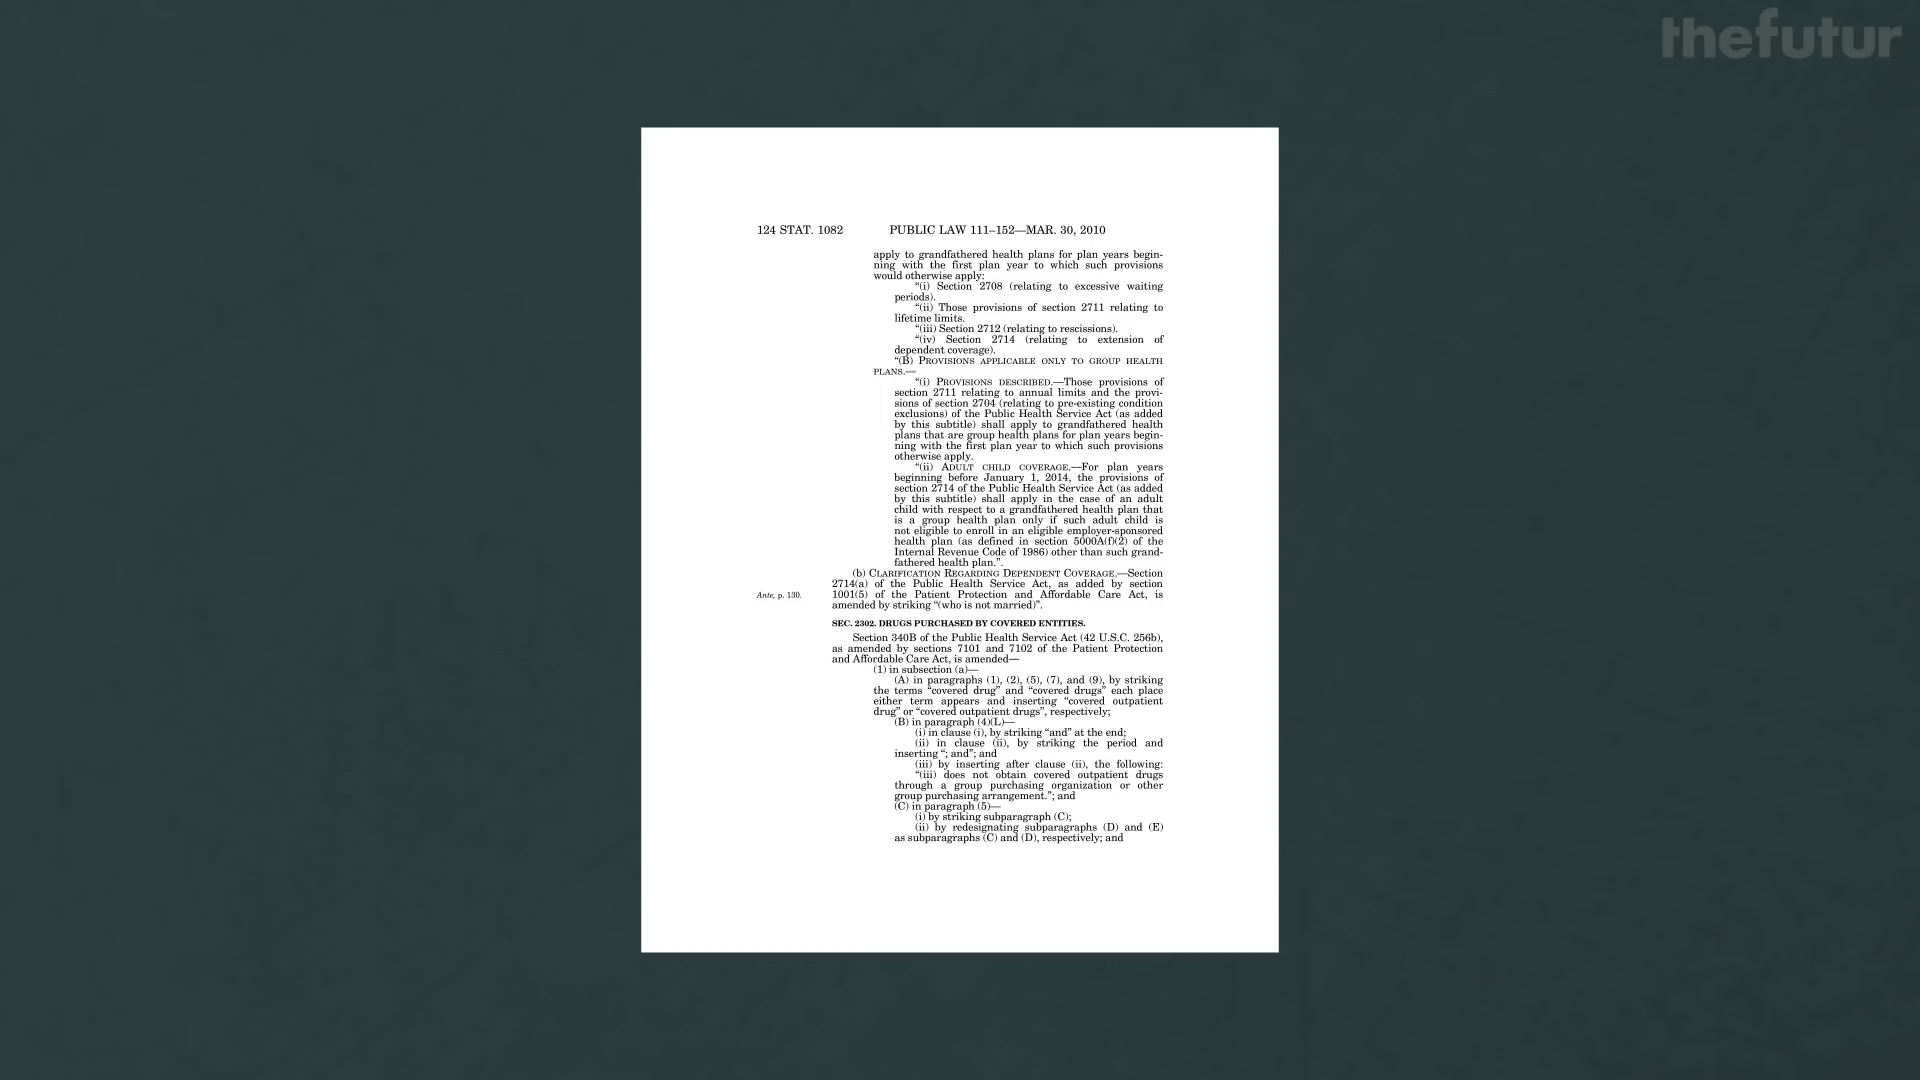 thefutur
124 STAT. 1082 PUBLIC LAW 111–152—MAR. 30, 2010
apply to grandfathered health plans for plan years begin-
ning with the first plan year to which such provisions
would otherwise apply:
“(i) Section 2708 (relating to excessive waiting
periods).
“(ii) Those provisions of section 2711 relating to
lifetime limits.
“(iii) Section 2712 (relating to rescissions).
“(iv) Section 2714 (relating to extension of
dependent coverage).
“(B) PROVISIONS APPLICABLE ONLY TO GROUP HEALTH
PLANS.—
“(i) PROVISIONS DESCRIBED.—Those provisions of
section 2711 relating to annual limits and the provi-
sions of section 2704 (relating to pre-existing condition
exclusions) of the Public Health Service Act (as added
by this subtitle) shall apply to grandfathered health
plans that are group health plans for plan years begin-
ning with the first plan year to which such provisions
otherwise apply.
“(ii) ADULT CHILD COVERAGE.—For plan years
beginning before January 1, 2014, the provisions of
section 2714 of the Public Health Service Act (as added
by this subtitle) shall apply in the case of an adult
child with respect to a grandfathered health plan that
is a group health plan only if such adult child is
not eligible to enroll in an eligible employer-sponsored
health plan (as defined in section 5000A(f)(2) of the
Internal Revenue Code of 1986) other than such grand-
fathered health plan.”.
(b) CLARIFICATION REGARDING DEPENDENT COVERAGE.—Section
2714(a) of the Public Health Service Act, as added by section
Ante, p. 130. 1001(5) of the Patient Protection and Affordable Care Act, is
amended by striking “(who is not married)”.
SEC. 2302. DRUGS PURCHASED BY COVERED ENTITIES.
Section 340B of the Public Health Service Act (42 U.S.C. 256b),
as amended by sections 7101 and 7102 of the Patient Protection
and Affordable Care Act, is amended—
(1) in subsection (a)—
(A) in paragraphs (1), (2), (5), (7), and (9), by striking
the terms “covered drug” and “covered drugs” each place
either term appears and inserting “covered outpatient
drug” or “covered outpatient drugs”, respectively;
(B) in paragraph (4)(L)—
(i) in clause (i), by striking “and” at the end;
(ii) in clause (ii), by striking the period and
inserting “; and”; and
(iii) by inserting after clause (ii), the following:
“(iii) does not obtain covered outpatient drugs
through a group purchasing organization or other
group purchasing arrangement.”; and
(C) in paragraph (5)—
(i) by striking subparagraph (C);
(ii) by redesignating subparagraphs (D) and (E)
as subparagraphs (C) and (D), respectively; and